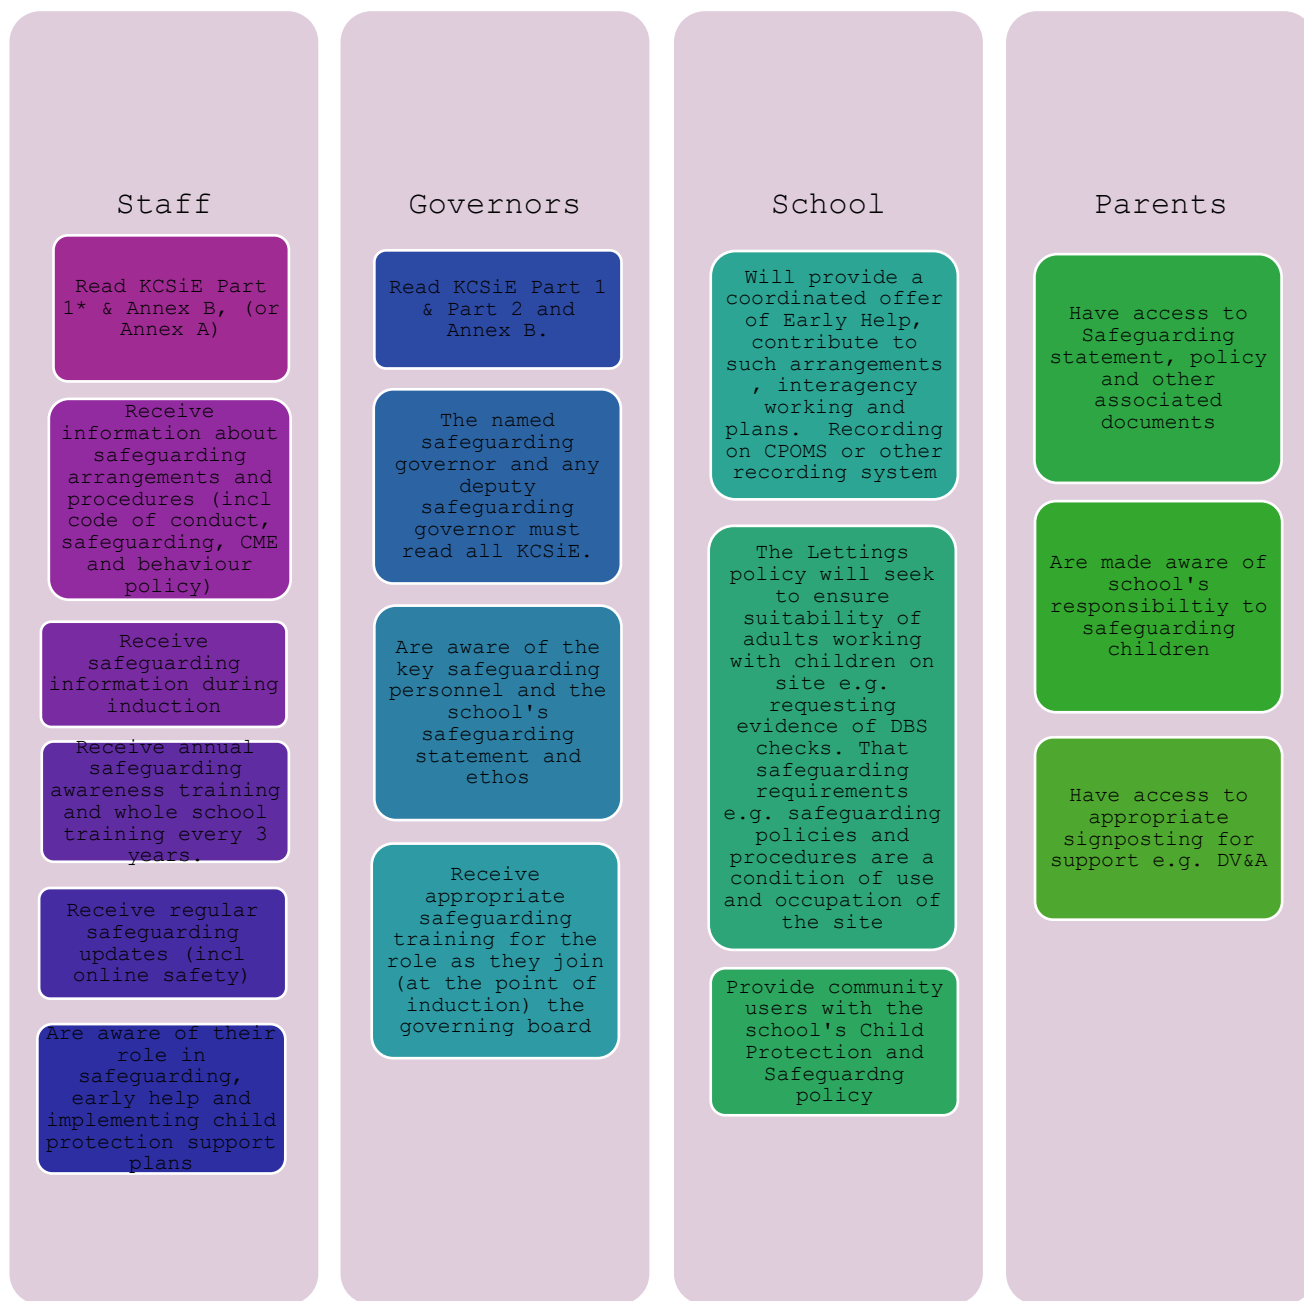 Staff
Read KCSiE Part
1* & Annex B, (or
Annex A)
Receive
information about
safeguarding
arrangements and
procedures (incl
code of conduct,
safeguarding, CME
and behaviour
policy)
Receive
safeguarding
information during
induction
Receive annual
safeguarding
awareness training
and whole school
training every 3
years.
Receive regular
safeguarding
updates (incl
online safety)
Are aware of their
role in
safeguarding,
early help and
implementing child
protection support
plans
Governors
Read KCSiE Part 1
& Part 2 and
Annex B.
The named
safeguarding
governor and any
deputy
safeguarding
governor must
read all KCSiE.
Are aware of the
key safeguarding
personnel and the
school's
safeguarding
statement and
ethos
Receive
appropriate
safeguarding
training for the
role as they join
(at the point of
induction) the
governing board
School
Will provide a
coordinated offer
of Early Help,
contribute to
such arrangements
, interagency
working and
plans.  Recording
on CPOMS or other
recording system
The Lettings
policy will seek
to ensure
suitability of
adults working
with children on
site e.g.
requesting
evidence of DBS
checks. That
safeguarding
requirements
e.g. safeguarding
policies and
procedures are a
condition of use
and occupation of
the site
Provide community
users with the
school's Child
Protection and
Safeguardng
policy
Parents
Have access to
Safeguarding
statement, policy
and other
associated
documents
Are made aware of
school's
responsibiltiy to
safeguarding
children
Have access to
appropriate
signposting for
support e.g. DV&A